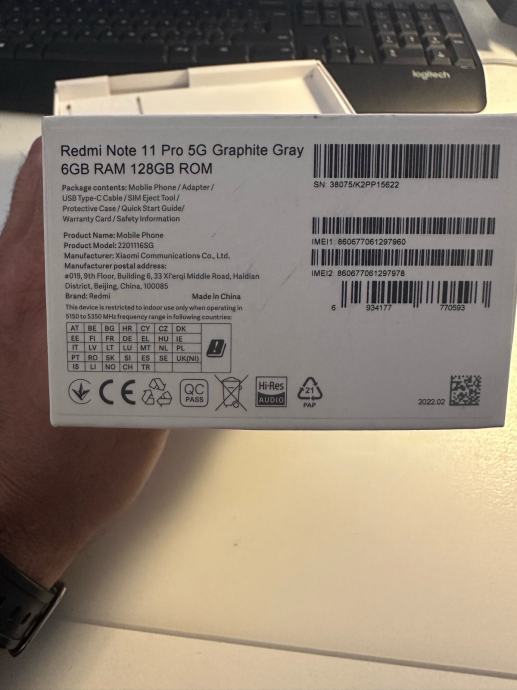 logitech
Redmi Note 11 Pro 5G Graphite Gray
6GB RAM 128GB ROM
Package contents: Mobile Phone / Adapter /
USB Type-C Cable / SIM Eject Tool /
Protective Case / Quick Start Guide/
Warranty Card / Safety Information
Product Name: Mobile Phone
Product Model: 2201116SG
Manufacturer: Xiaomi Communications Co., Ltd.
Manufacturer postal address:
#019, 9th Floor, Building 6, 33 Xi'erqi Middle Road, Haidian
District, Beijing, China, 100085
Brand: Redmi Made in China
This device is restricted to indoor use only when operating in
5150 to 5350 MHz frequency range in following countries:
AT BE BG HR CY CZ DK
EE FI FR DE EL HU IE
IT LV LT LU MT NL PL
PT RO SK SI ES SE UK(NI)
IS LI NO CH TR
SN: 38075/K2PP15622
IMEI1: 860677061297960
IMEI2: 860677061297978
6 934177 770593
CE
QC
PASS
Hi-Res
AUDIO
21
PAP
2022.02